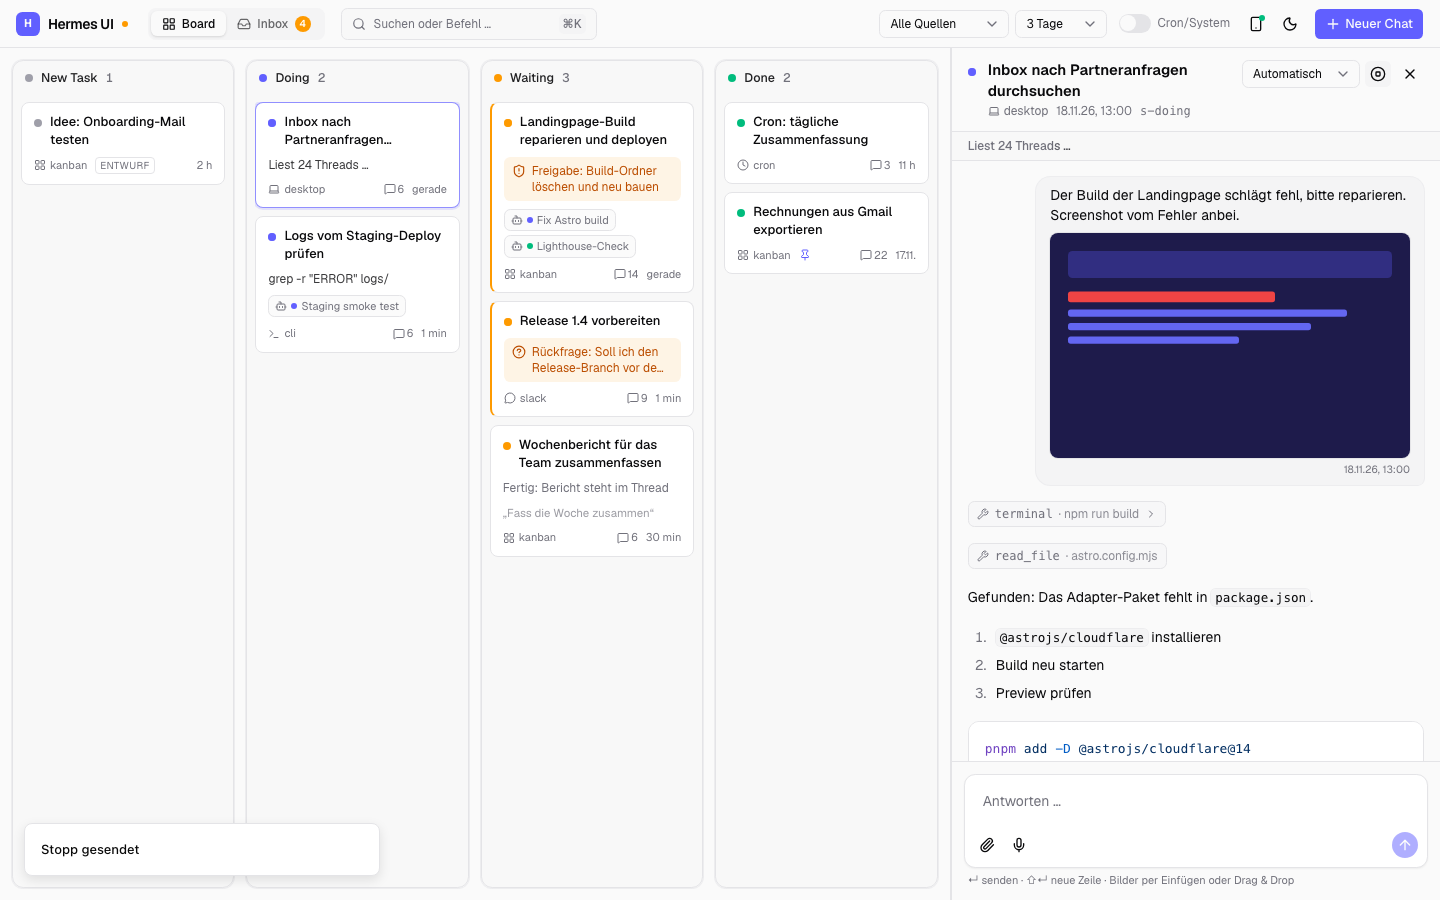 H Hermes UI
Board
Inbox 4
Suchen oder Befehl … ⌘K
Alle Quellen
3 Tage
Cron/System
+ Neuer Chat
New Task 1
Idee: Onboarding-Mail
testen
kanban ENTWURF 2 h
Doing 2
Inbox nach
Partneranfragen…
Liest 24 Threads …
desktop 6 gerade
Logs vom Staging-Deploy
prüfen
grep -r "ERROR" logs/
Staging smoke test
cli 6 1 min
Waiting 3
Landingpage-Build
reparieren und deployen
Freigabe: Build-Ordner
löschen und neu bauen
Fix Astro build
Lighthouse-Check
kanban 14 gerade
Release 1.4 vorbereiten
Rückfrage: Soll ich den
Release-Branch vor de…
slack 9 1 min
Wochenbericht für das
Team zusammenfassen
Fertig: Bericht steht im Thread
„Fass die Woche zusammen“
kanban 6 30 min
Done 2
Cron: tägliche
Zusammenfassung
cron 3 11 h
Rechnungen aus Gmail
exportieren
kanban 22 17.11.
Inbox nach Partneranfragen
durchsuchen
Automatisch
desktop 18.11.26, 13:00 s-doing
Liest 24 Threads …
Der Build der Landingpage schlägt fehl, bitte reparieren.
Screenshot vom Fehler anbei.
18.11.26, 13:00
terminal · npm run build
read_file · astro.config.mjs
Gefunden: Das Adapter-Paket fehlt in package.json.
1. @astrojs/cloudflare installieren
2. Build neu starten
3. Preview prüfen
pnpm add -D @astrojs/cloudflare@14
Antworten …
↵ senden · ⇧↵ neue Zeile · Bilder per Einfügen oder Drag & Drop
Stopp gesendet